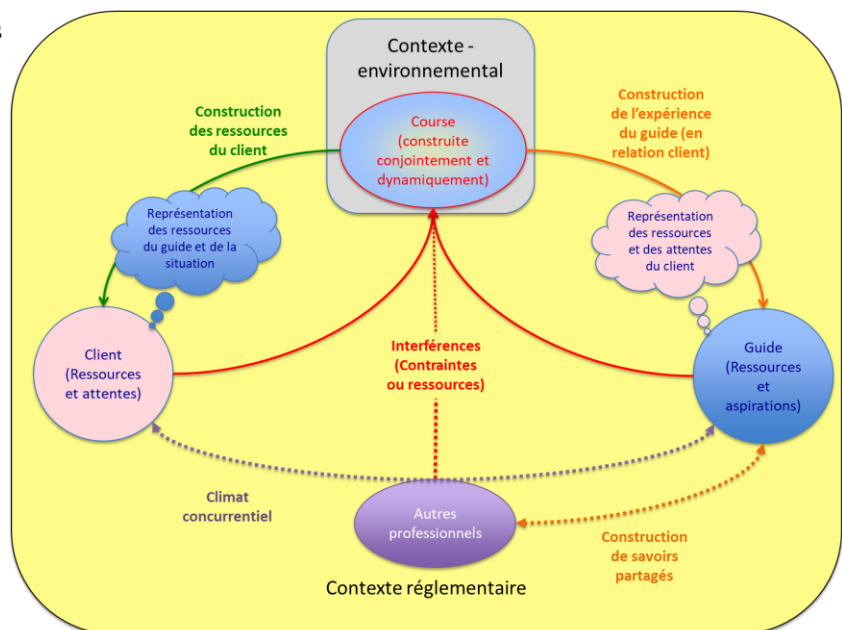 Contexte -
environnemental
Construction
des ressources
du client
Course
(construite
conjointement et
dynamiquement)
Construction
de l'expérience
du guide (en
relation client)
Représentation
des ressources
du guide et de la
situation
Représentation
des ressources
et des attentes
du client
Client
(Ressources
et attentes)
Interférences
(Contraintes
ou ressources)
Guide
(Ressources
et
aspirations)
Climat
concurrentiel
Autres
professionnels
Construction
de savoirs
partagés
Contexte réglementaire